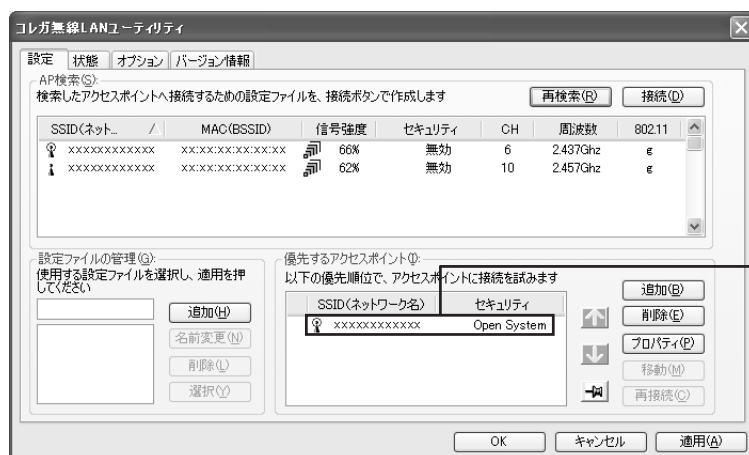 コレガ無線LANユーティリティ
設定 状態 オプション バージョン情報
AP検索(S):
検索したアクセスポイントへ接続するための設定ファイルを、接続ボタンで作成します
再検索(R) 接続(D)
SSID(ネット... MAC(BSSID) 信号強度 セキュリティ CH 周波数 802.11
xxxxxxxxxxxx xx:xx:xx:xx:xx:xx 66% 無効 6 2.437Ghz g
xxxxxxxxxxxx xx:xx:xx:xx:xx:xx 62% 無効 10 2.457Ghz g
設定ファイルの管理(G):
使用する設定ファイルを選択し、適用を押
してください
追加(H)
名前変更(N)
削除(L)
選択(Y)
優先するアクセスポイント(I):
以下の優先順位で、アクセスポイントに接続を試みます
SSID(ネットワーク名) セキュリティ
xxxxxxxxxxxx Open System
追加(B)
削除(E)
プロパティ(P)
移動(M)
再接続(C)
OK キャンセル 適用(A)